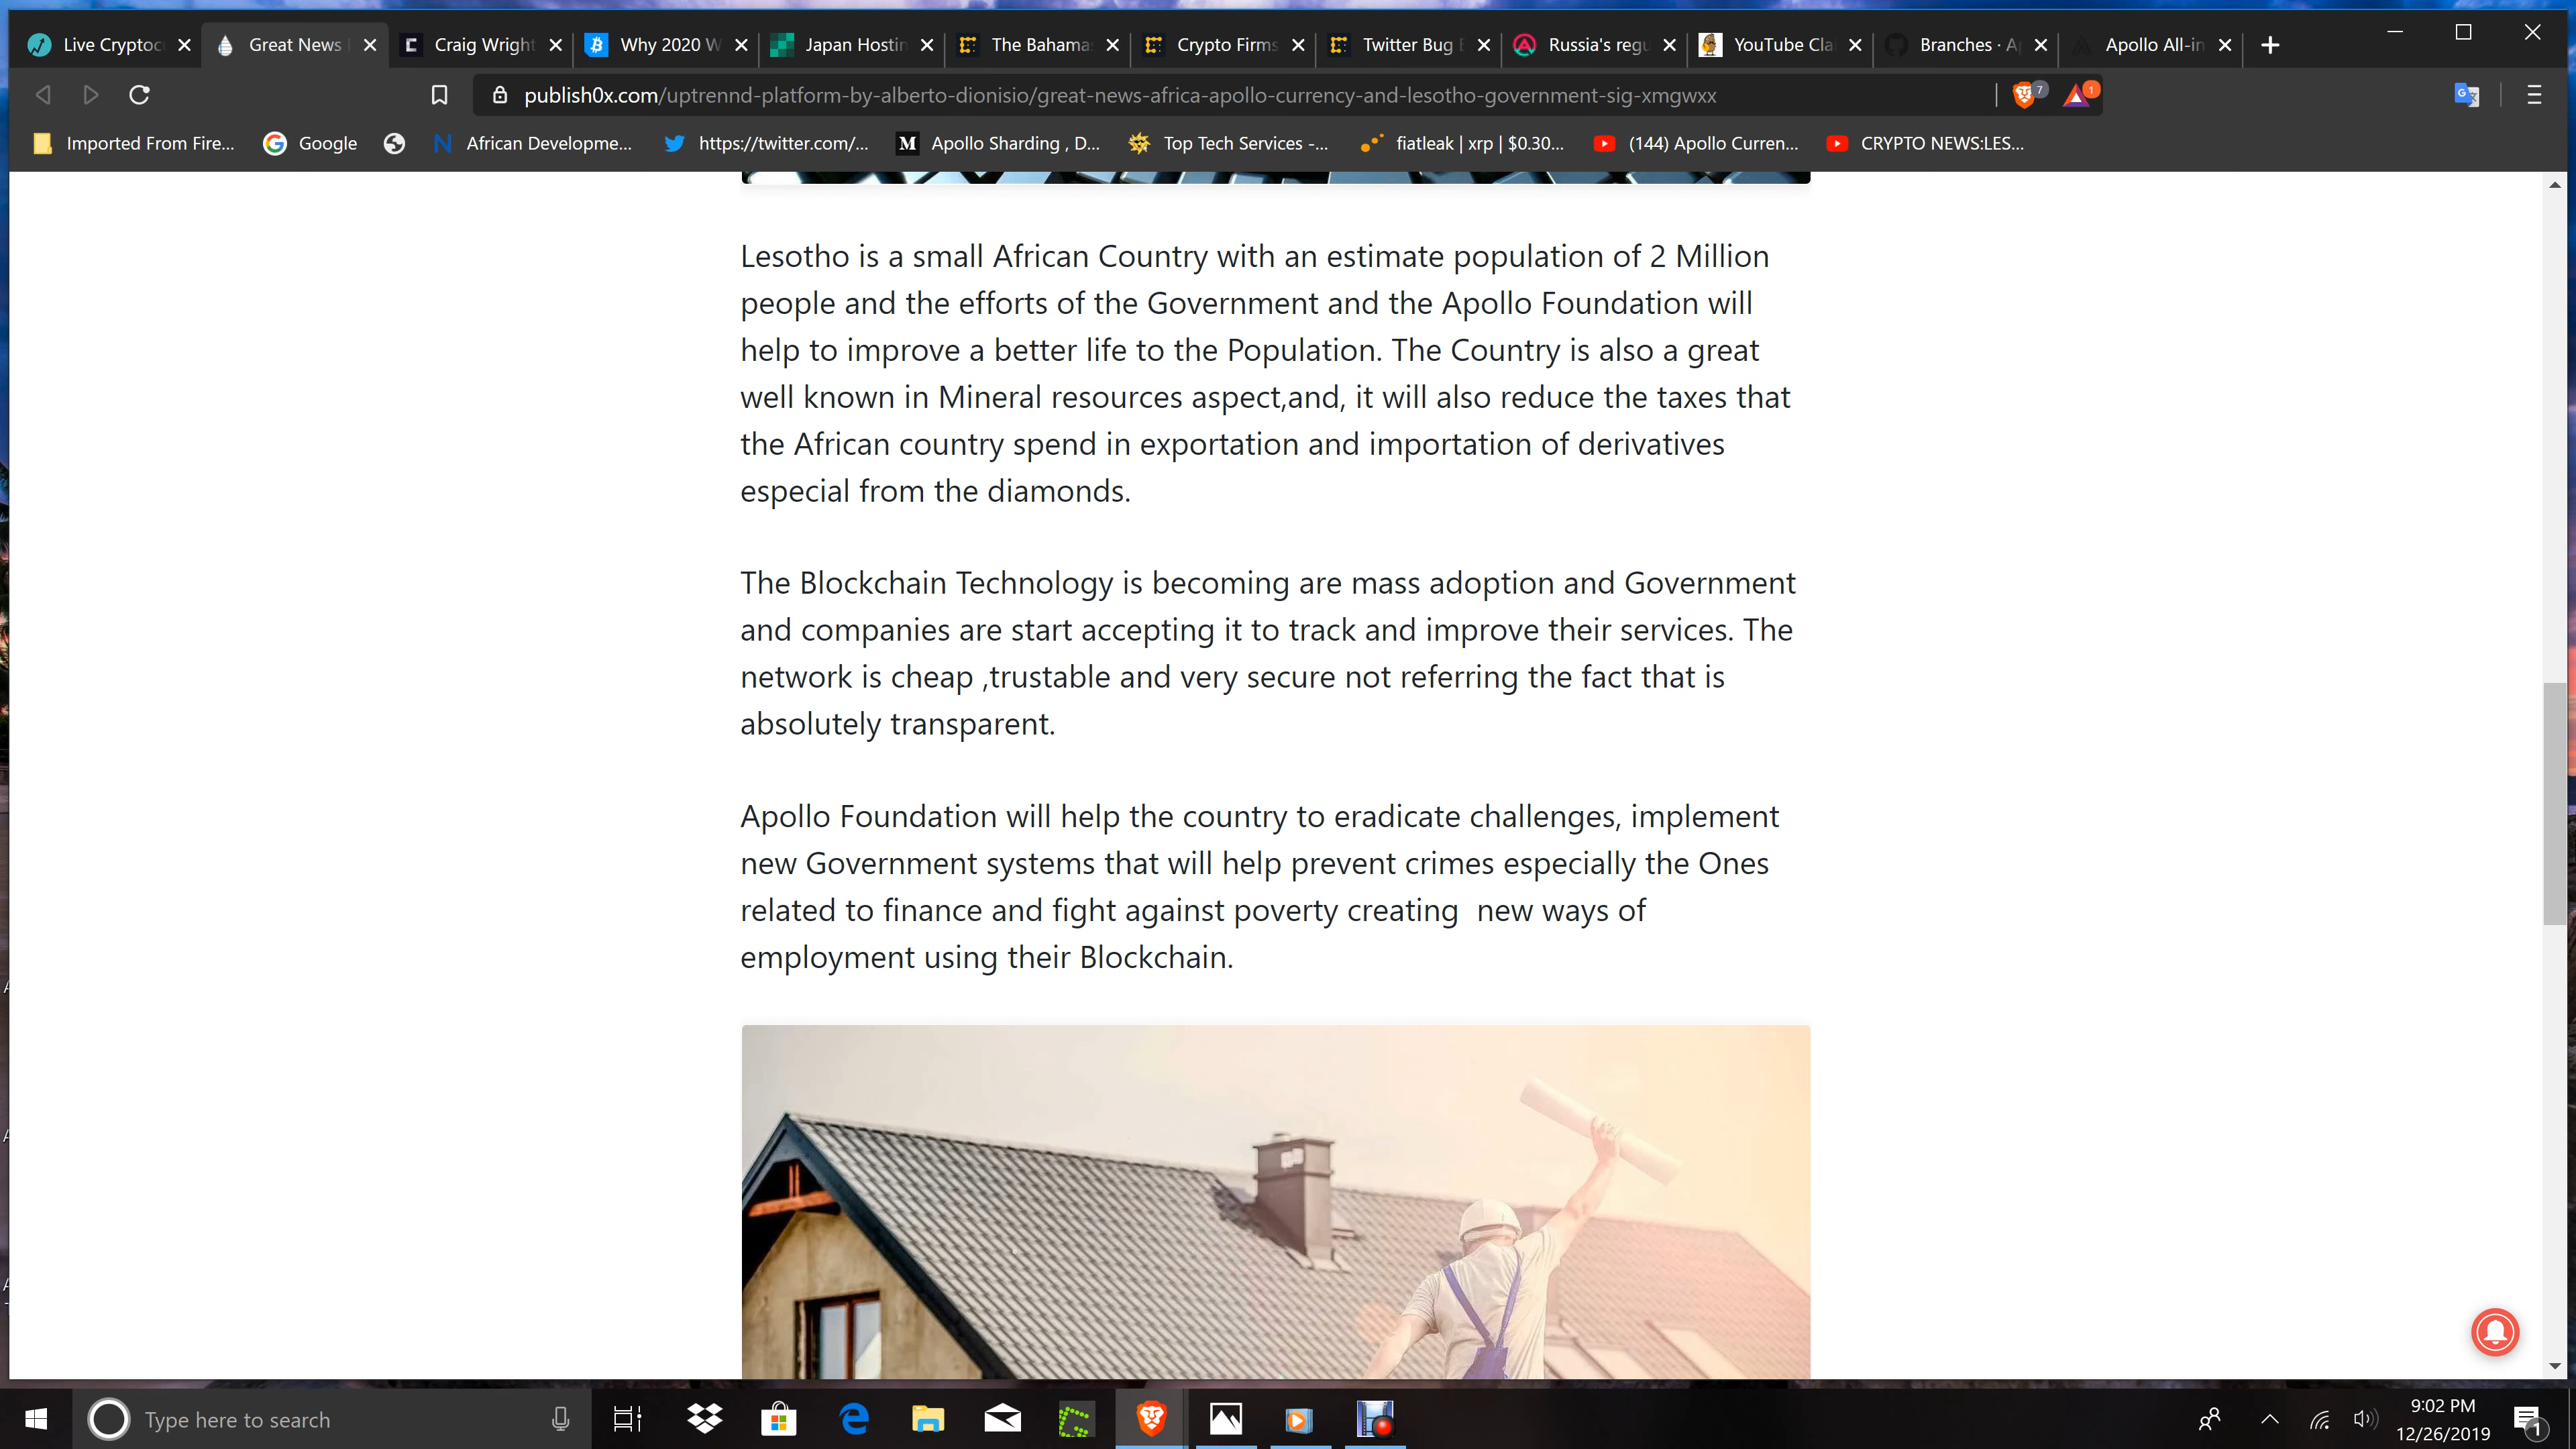 Live Cryptoc
Great News
Craig Wright
Why 2020 W
Japan Hostin
The Bahama
Crypto Firms
Twitter Bug
Russia's regu
YouTube Cla
Branches · A
Apollo All-in
publish0x.com/uptrennd-platform-by-alberto-dionisio/great-news-africa-apollo-currency-and-lesotho-government-sig-xmgwxx
7
1
Imported From Fire...
Google
African Developme...
https://twitter.com/...
M
Apollo Sharding , D...
Top Tech Services -...
fiatleak | xrp | $0.30...
(144) Apollo Curren...
CRYPTO NEWS:LES...
Lesotho is a small African Country with an estimate population of 2 Million
people and the efforts of the Government and the Apollo Foundation will
help to improve a better life to the Population. The Country is also a great
well known in Mineral resources aspect,and, it will also reduce the taxes that
the African country spend in exportation and importation of derivatives
especial from the diamonds.
The Blockchain Technology is becoming are mass adoption and Government
and companies are start accepting it to track and improve their services. The
network is cheap ,trustable and very secure not referring the fact that is
absolutely transparent.
Apollo Foundation will help the country to eradicate challenges, implement
new Government systems that will help prevent crimes especially the Ones
related to finance and fight against poverty creating  new ways of
employment using their Blockchain.
Type here to search
9:02 PM
12/26/2019
1